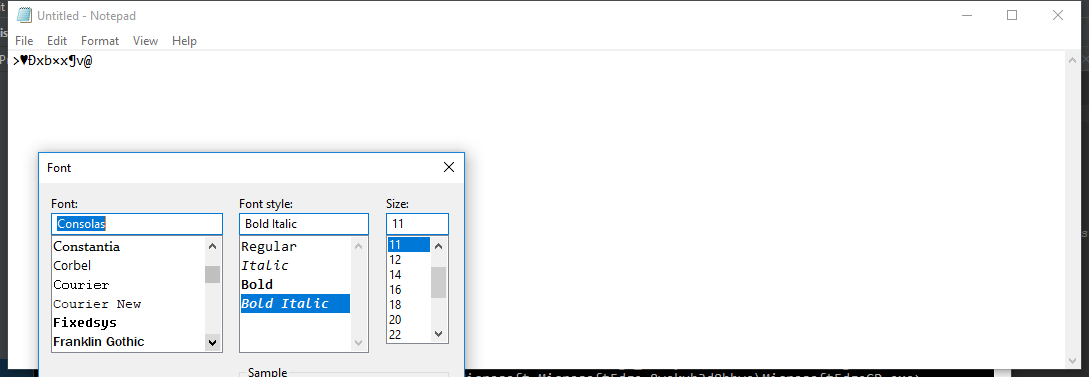 Untitled - Notepad
File Edit Format View Help
>♥Ðxb×x¶v@
Font
Font: Font style: Size:
Consolas Bold Italic 11
Constantia Regular 11
Corbel Italic 12
Courier Bold 14
Courier New Bold Italic 16
Fixedsys 18
Franklin Gothic 20
22
Sample